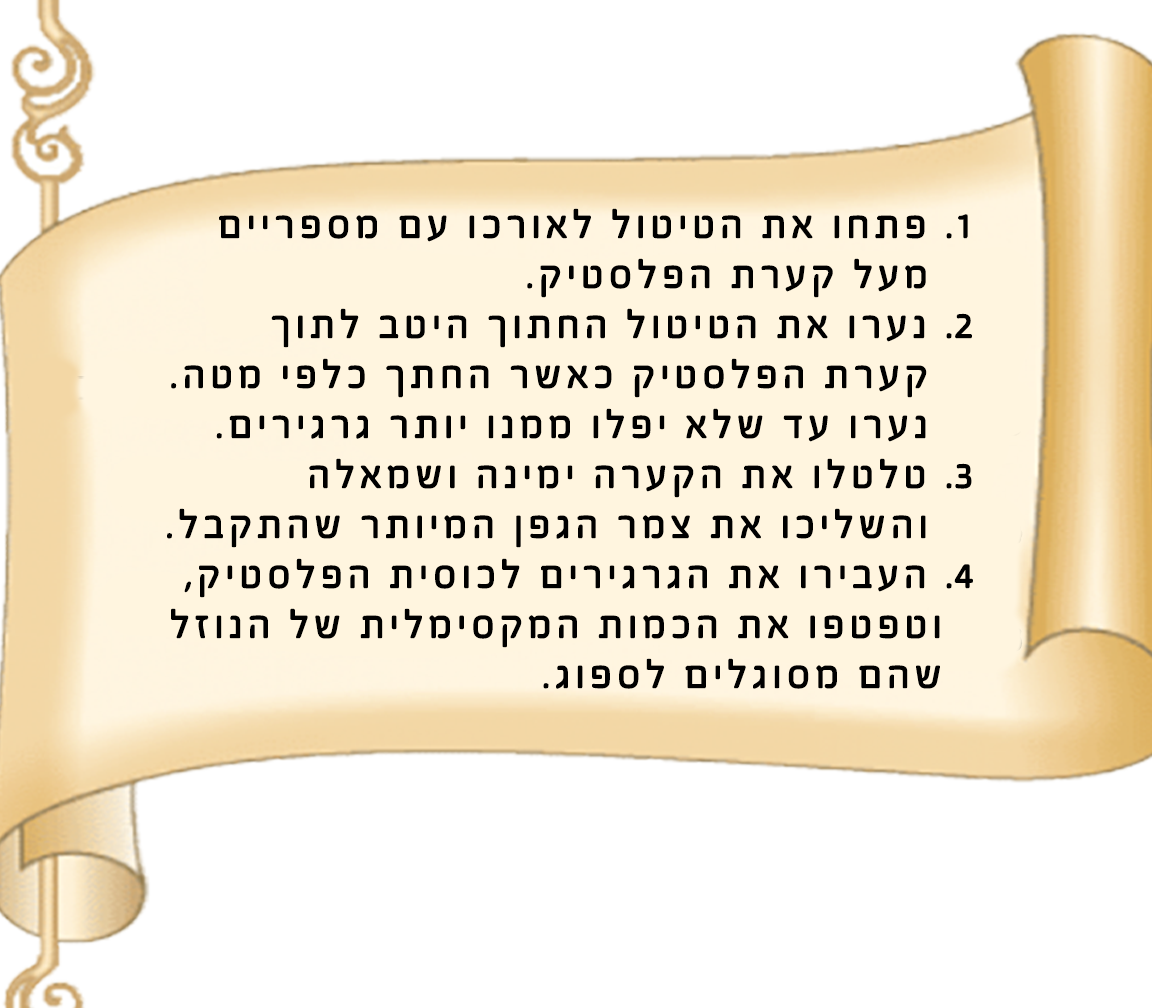 1. פתחו את הטיטול לאורכו עם מספריים
מעל קערת הפלסטיק.
2. נערו את הטיטול החתוך היטב לתוך
קערת הפלסטיק כאשר החתך כלפי מטה.
נערו עד שלא יפלו ממנו יותר גרגירים.
3. טלטלו את הקערה ימינה ושמאלה
והשליכו את צמר הגפן המיותר שהתקבל.
4. העבירו את הגרגירים לכוסית הפלסטיק,
וטפטפו את הכמות המקסימלית של הנוזל
שהם מסוגלים לספוג.